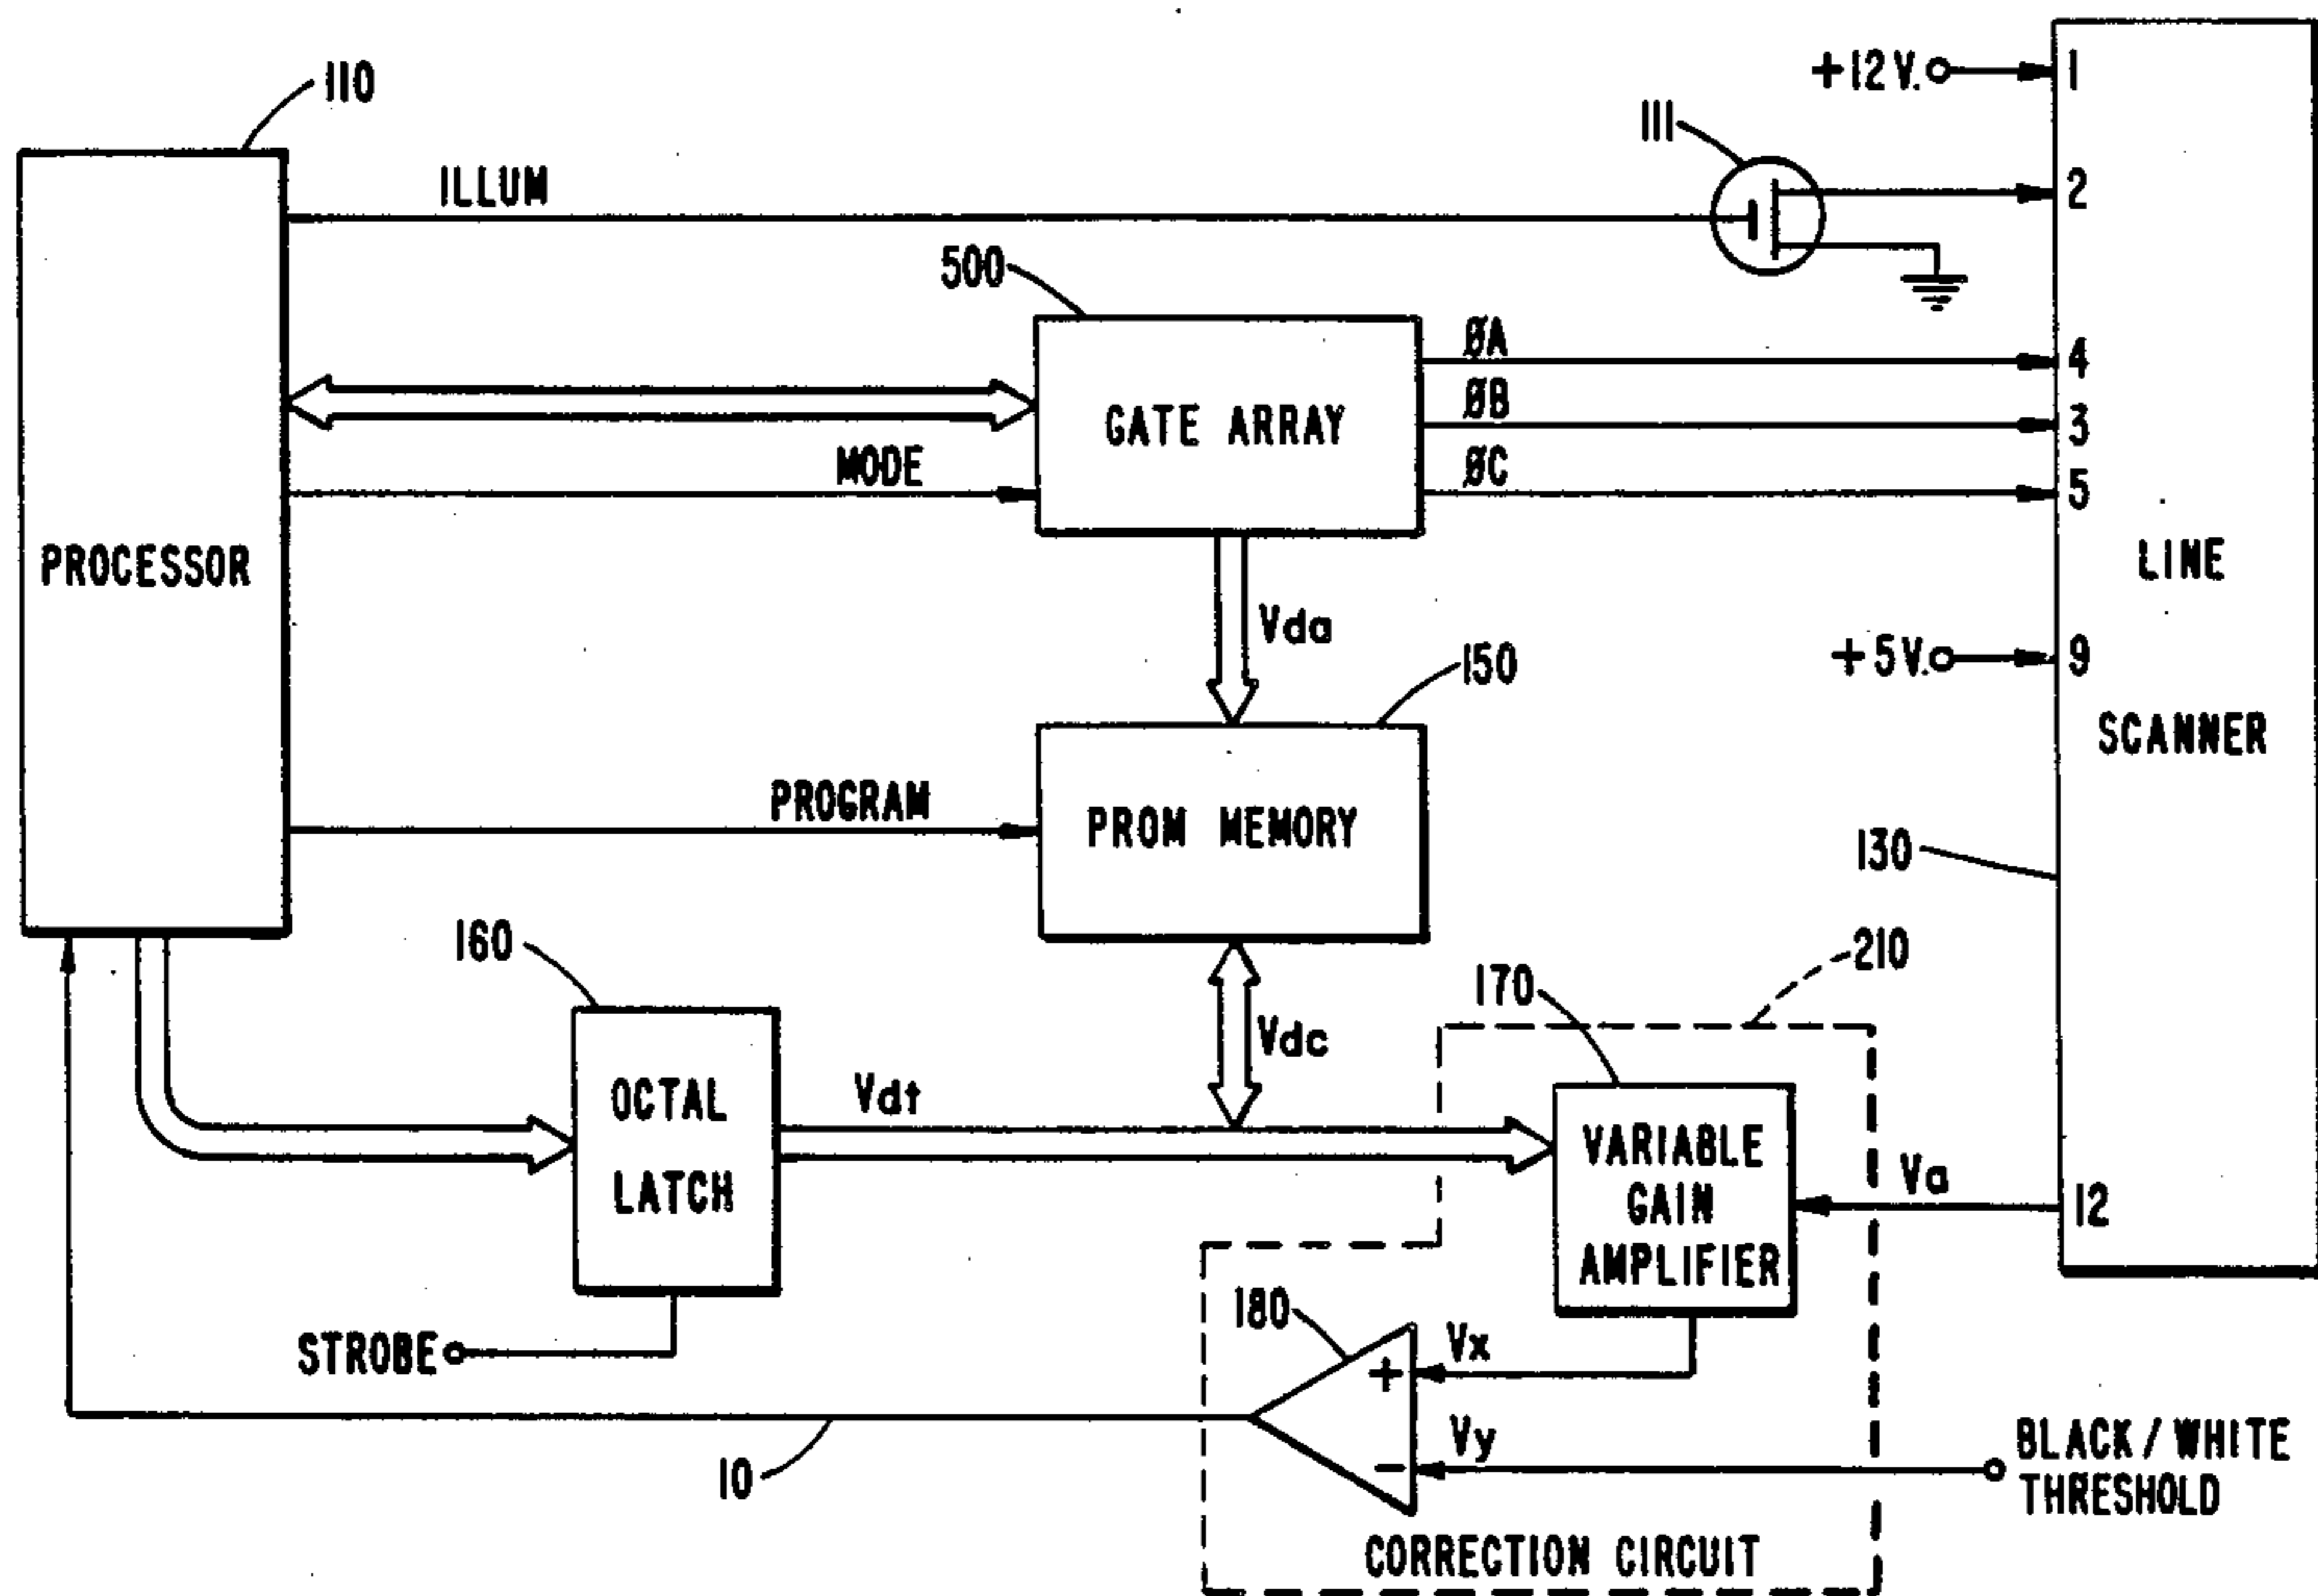 110
+12V.
1
111
ILLUM
2
500
ØA
4
GATE ARRAY
ØB
3
MODE
ØC
5
PROCESSOR
LINE
SCANNER
Vda
+5V.
9
150
PROGRAM
PROM MEMORY
130
160
210
170
Vdc
OCTAL
LATCH
Vdt
VARIABLE
GAIN
AMPLIFIER
Va
12
180
STROBE
+
Vx
Vy
-
10
BLACK / WHITE
THRESHOLD
CORRECTION CIRCUIT